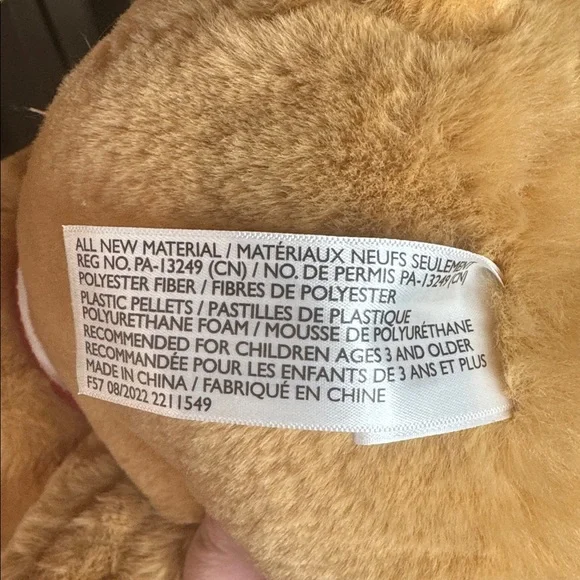 ALL NEW MATERIAL / MATÉRIAUX NEUFS SEULEMENT
REG NO. PA-13249 (CN) / NO. DE PERMIS PA-13249 (CN)
POLYESTER FIBER / FIBRES DE POLYESTER
PLASTIC PELLETS / PASTILLES DE PLASTIQUE
POLYURETHANE FOAM / MOUSSE DE POLYURÉTHANE
RECOMMENDED FOR CHILDREN AGES 3 AND OLDER
RECOMMANDÉE POUR LES ENFANTS DE 3 ANS ET PLUS
MADE IN CHINA / FABRIQUÉ EN CHINE
F57 08/2022 2211549